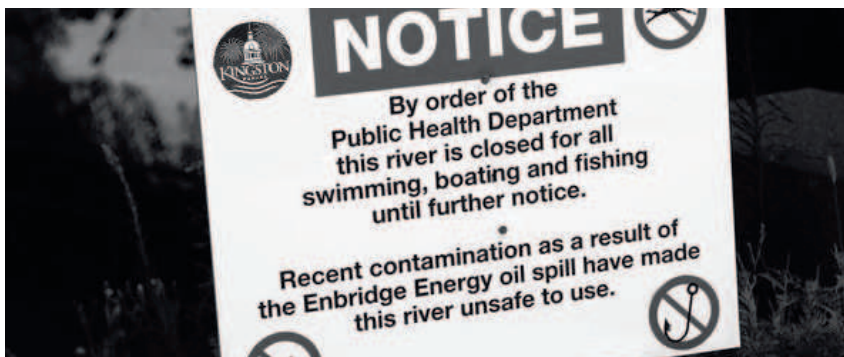 KINGSTON
NOTICE
By order of the
Public Health Department
this river is closed for all
swimming, boating and fishing
until further notice.
Recent contamination as a result of
the Enbridge Energy oil spill have made
this river unsafe to use.